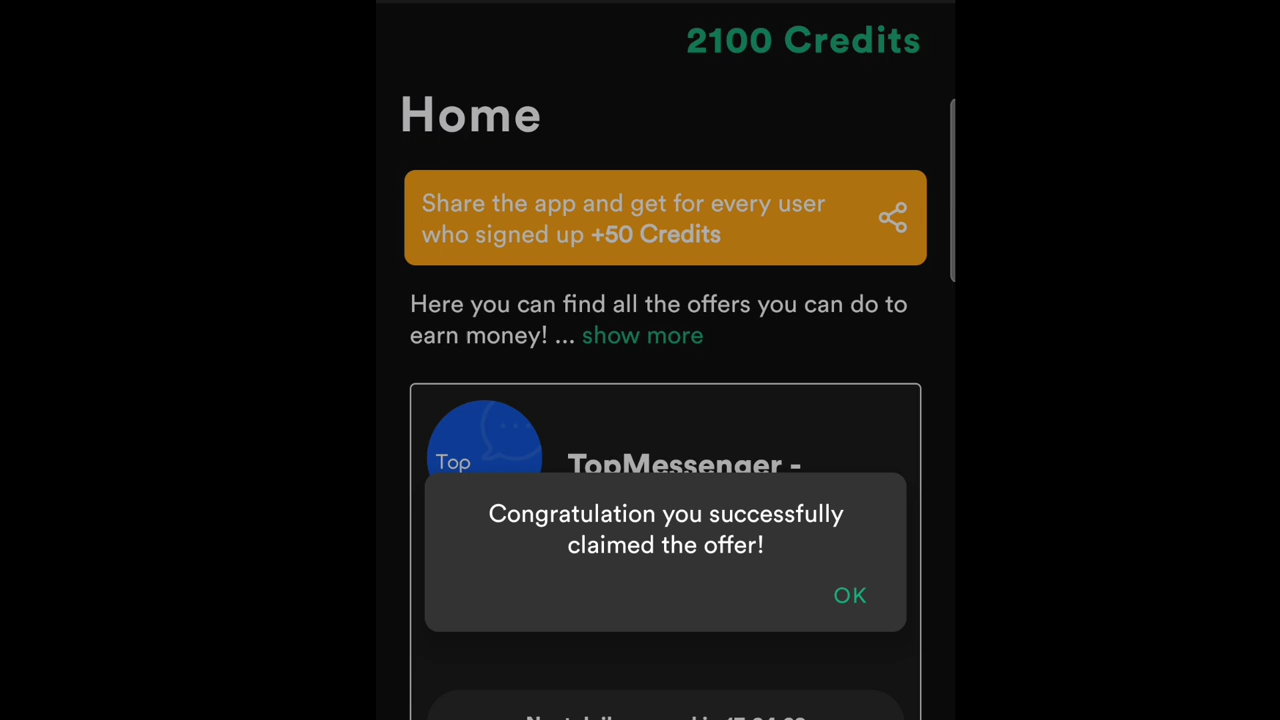 2100 Credits
Home
Share the app and get for every user
who signed up +50 Credits
Here you can find all the offers you can do to
earn money! ... show more
Top
TopMessenger -
Congratulation you successfully
claimed the offer!
OK